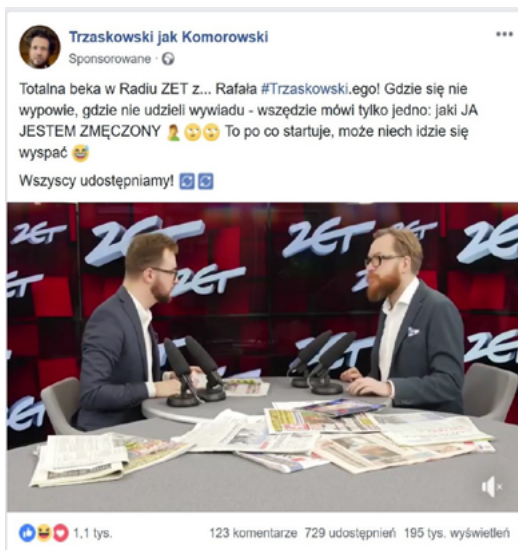 Trzaskowski jak Komorowski
Sponsorowane ·
Totalna beka w Radiu ZET z... Rafała #Trzaskowski.ego! Gdzie się nie
wypowie, gdzie nie udzieli wywiadu - wszędzie mówi tylko jedno: jaki JA
JESTEM ZMĘCZONY 🤦🙄🙄 To po co startuje, może niech idzie się
wyspać 😅
Wszyscy udostępniamy! 🔄🔄
ZET ZET ZET ZET
ZET ZET
ZET
ZET
1,1 tys. 123 komentarze 729 udostępnień 195 tys. wyświetleń